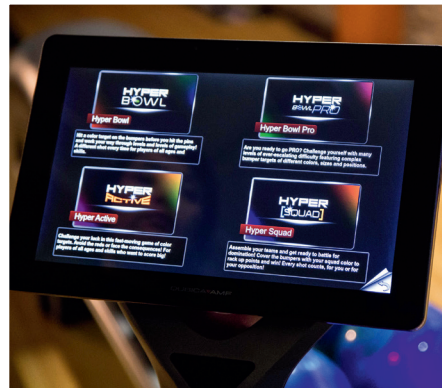 HYPER
BOWL
Hyper Bowl
Hit a color target on the bumpers before you hit the pins
and work your way through levels and levels of gameplay!
A different shot every time for players of all ages and
skills.
HYPER
BOWL PRO
Hyper Bowl Pro
Are you ready to go PRO? Challenge yourself with many
levels of ever-escalating difficulty featuring complex
bumper targets of different colors, sizes and positions.
HYPER
ACTIVE
Hyper Active
Challenge your luck in this fast-moving game of color
targets. Avoid the reds or face the consequences! For
players of all ages and skills who want to score big!
HYPER
[SQUAD]
Hyper Squad
Assemble your teams and get ready to battle for
domination! Cover the bumpers with your squad color to
rack up points and win! Every shot counts, for you or for
your opposition!